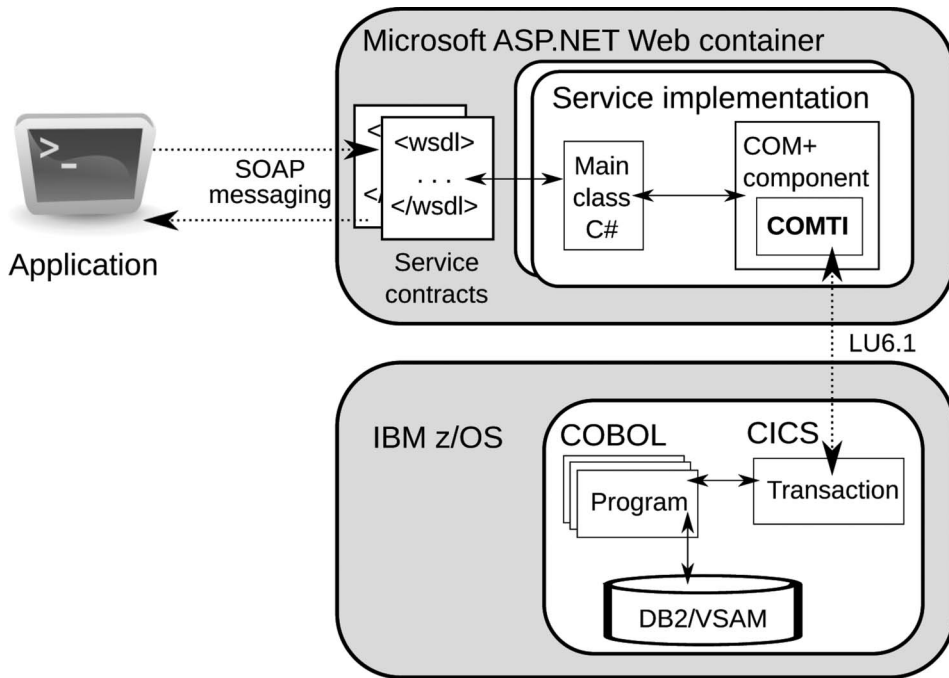 Microsoft ASP.NET Web container
Service implementation
>_
SOAP
messaging
<
</
<wsdl>
. . .
</wsdl>
Main
class
C#
COM+
component
COMTI
Application
Service
contracts
LU6.1
IBM z/OS
COBOL
CICS
Program
Transaction
DB2/VSAM